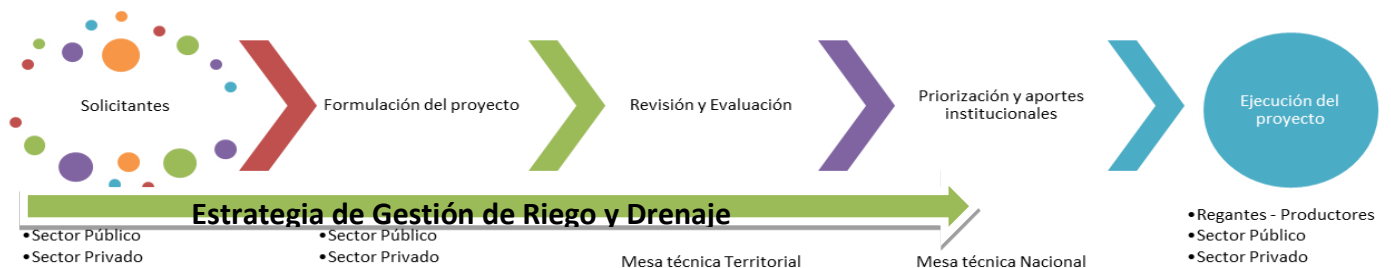 Solicitantes
Formulación del proyecto
Revisión y Evaluación
Priorización y aportes
institucionales
Ejecución del
proyecto
Estrategia de Gestión de Riego y Drenaje
•Sector Público
•Sector Privado
•Sector Público
•Sector Privado
Mesa técnica Territorial
Mesa técnica Nacional
•Regantes - Productores
•Sector Público
•Sector Privado